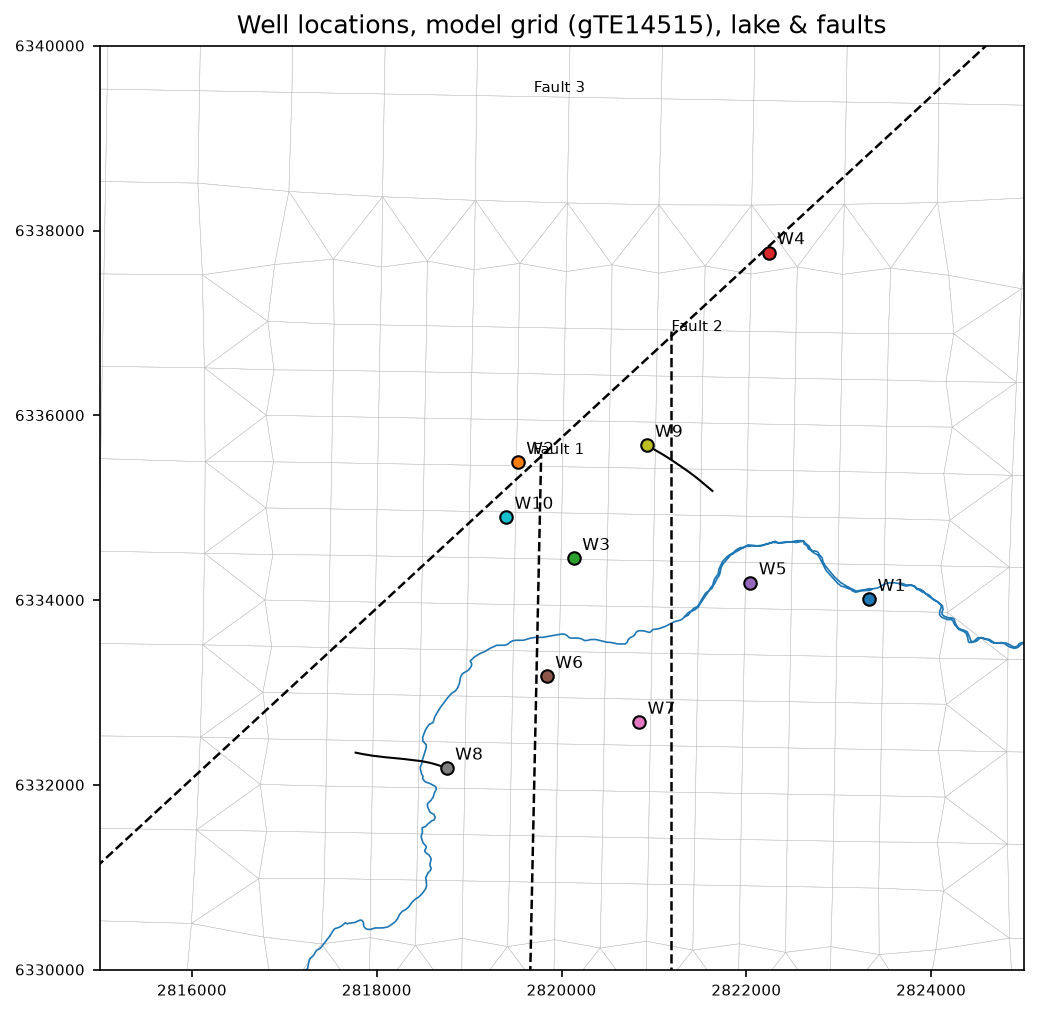 Well locations, model grid (gTE14515), lake & faults
6340000
Fault 3
6338000
W4
Fault 2
6336000
W9
W2
Fault 1
W10
W3
W5
6334000
W1
W6
W7
W8
6332000
6330000
2816000
2818000
2820000
2822000
2824000